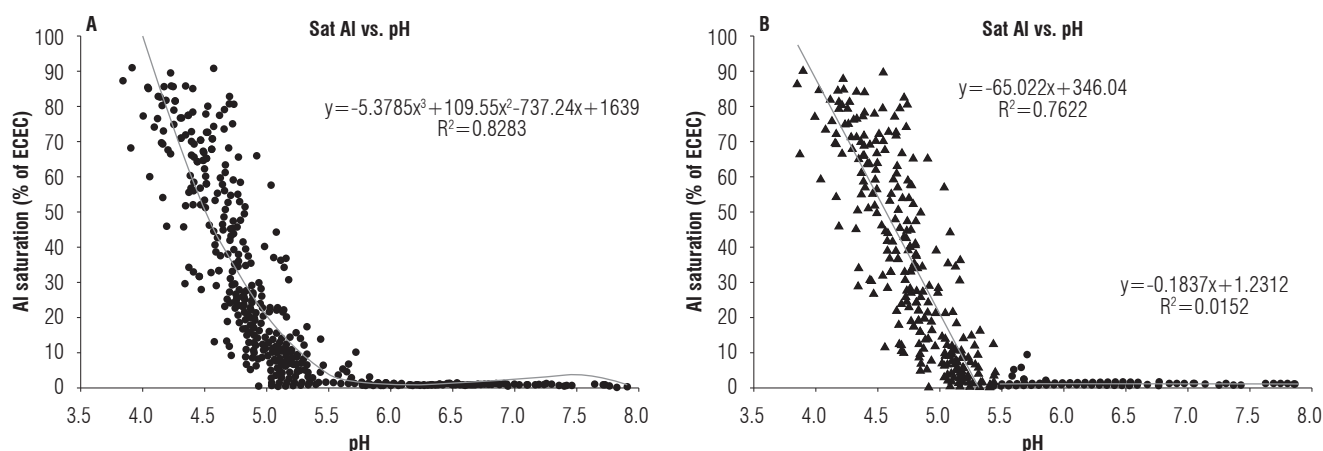 A
Sat Al vs. pH
100
90
80
70
60
50
40
30
20
10
0
Al saturation (% of ECEC)
y=-5.3785x³+109.55x²-737.24x+1639
R²=0.8283
3.5 4.0 4.5 5.0 5.5 6.0 6.5 7.0 7.5 8.0
pH
B
Sat Al vs. pH
100
90
80
70
60
50
40
30
20
10
0
Al saturation (% of ECEC)
y=-65.022x+346.04
R²=0.7622
y=-0.1837x+1.2312
R²=0.0152
3.5 4.0 4.5 5.0 5.5 6.0 6.5 7.0 7.5 8.0
pH